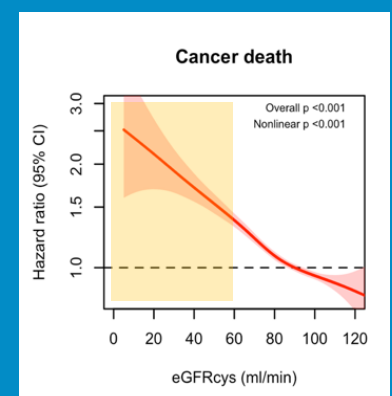 Cancer death
Overall p <0.001
Nonlinear p <0.001
Hazard ratio (95% CI)
3.0
2.0
1.5
1.0
0 20 40 60 80 100 120
eGFRcys (ml/min)